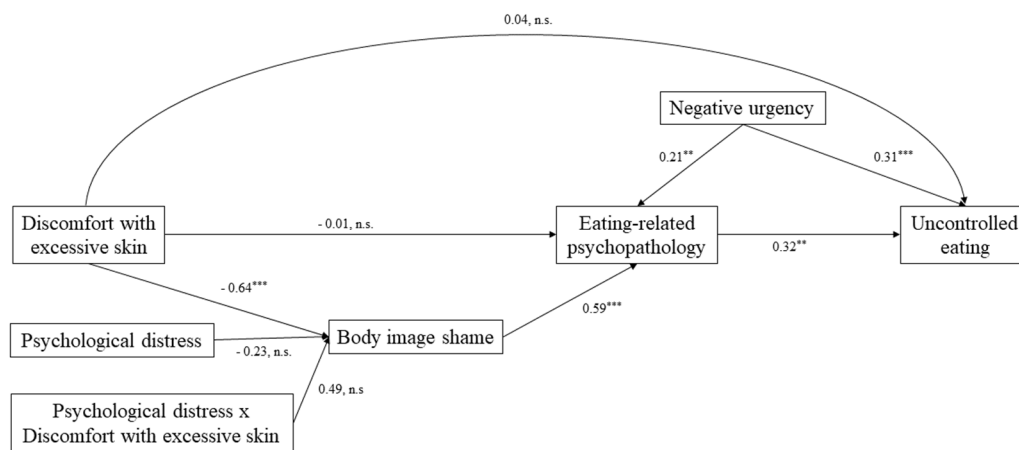 0.04, n.s.
Negative urgency
0.21**
0.31***
Discomfort with
excessive skin
- 0.01, n.s.
Eating-related
psychopathology
0.32**
Uncontrolled
eating
- 0.64***
0.59***
Psychological distress
- 0.23, n.s.
Body image shame
0.49, n.s
Psychological distress x
Discomfort with excessive skin